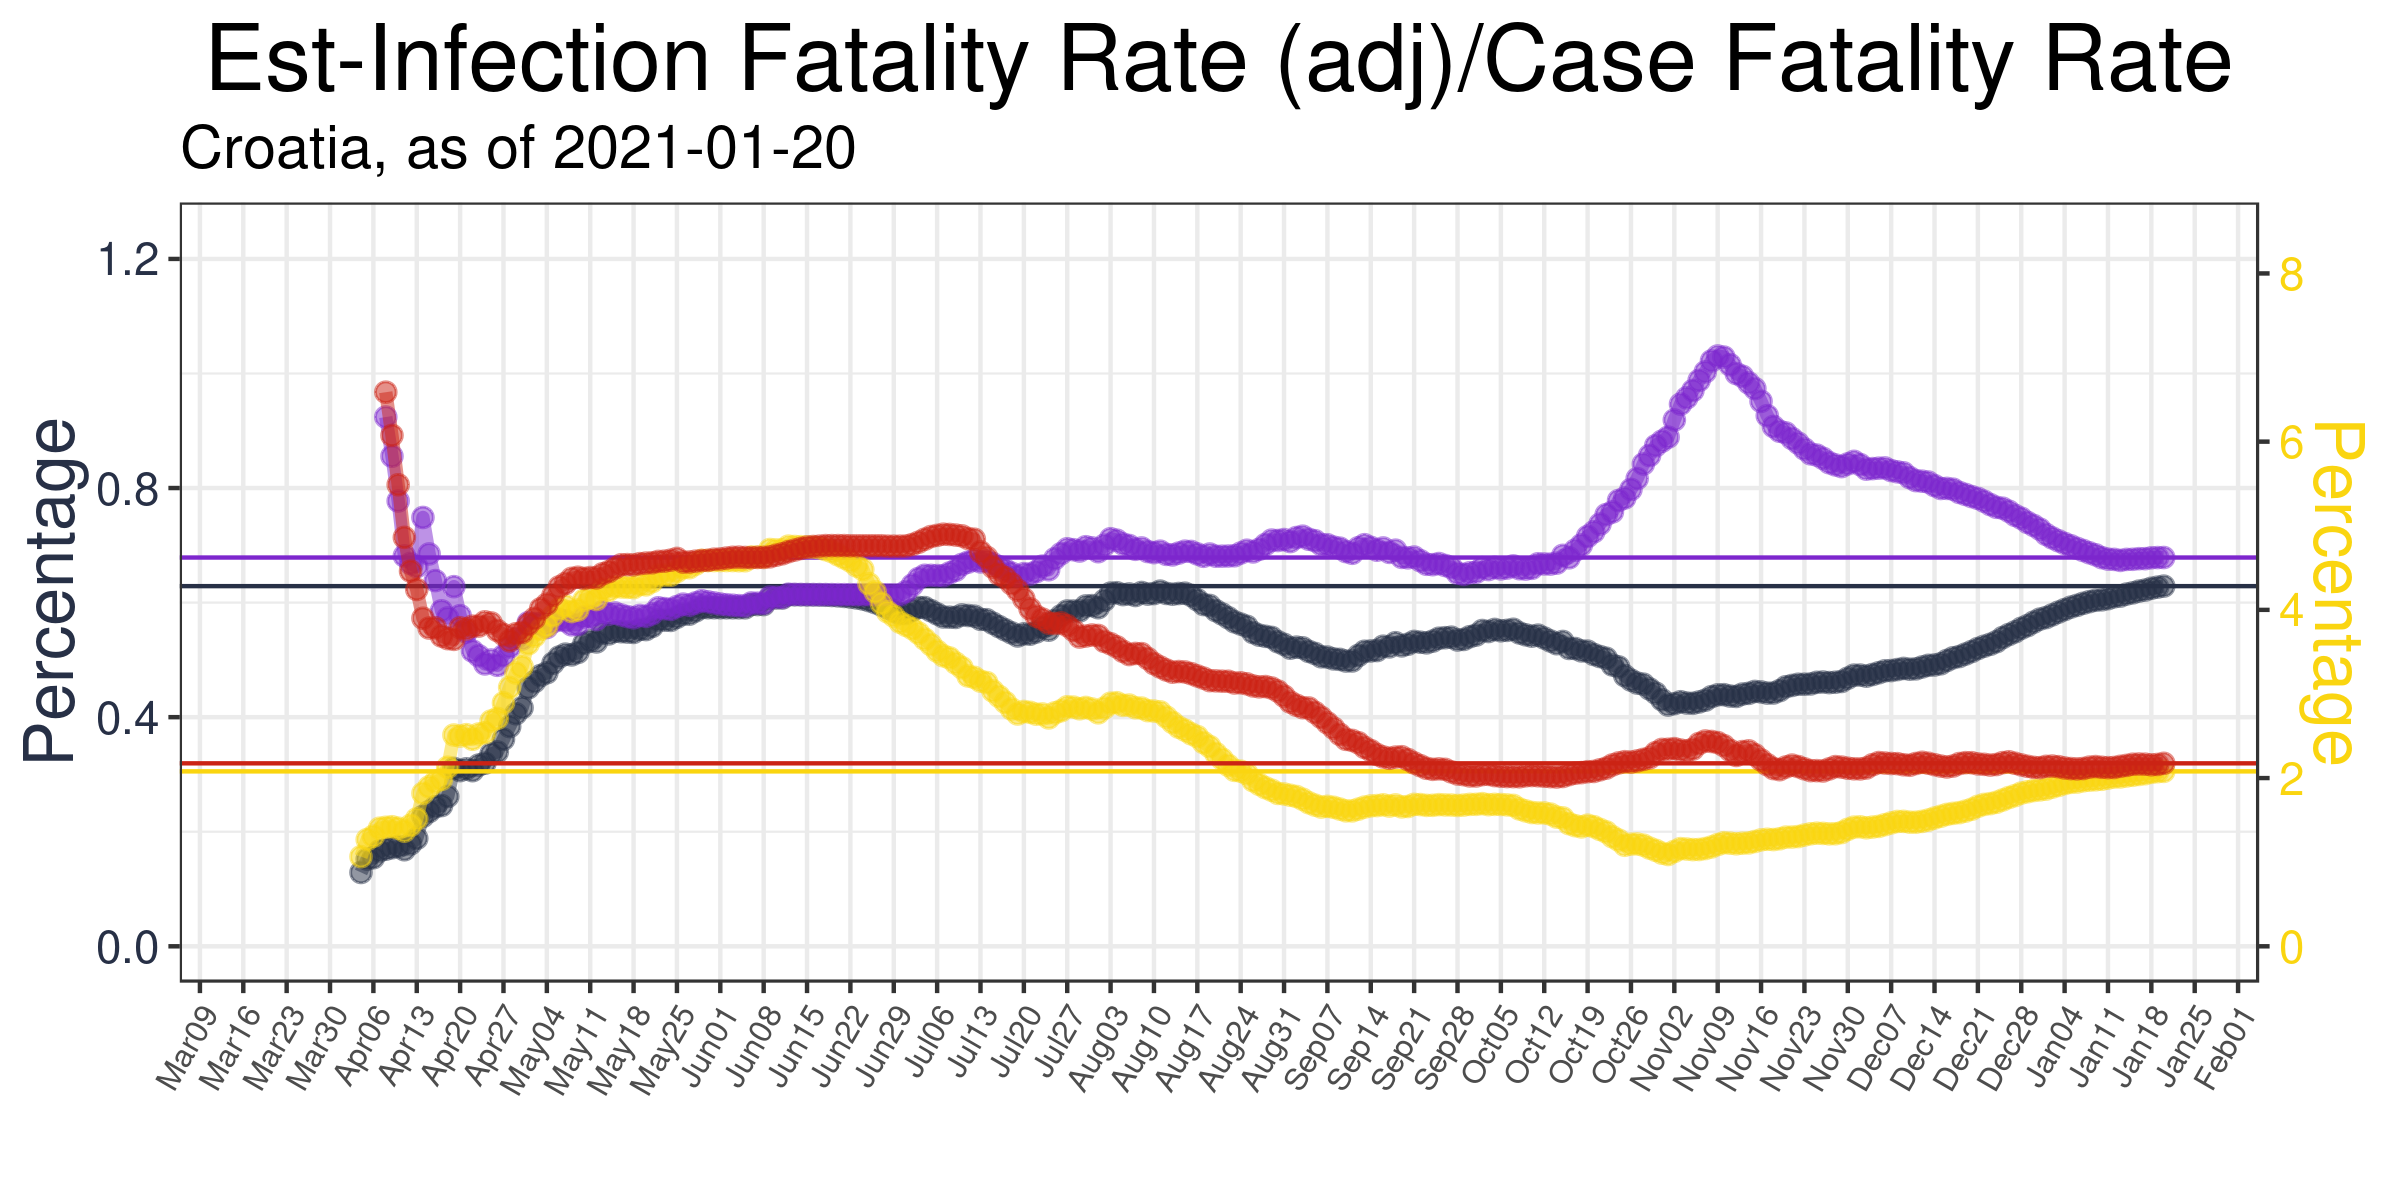 Est-Infection Fatality Rate (adj)/Case Fatality Rate
Croatia, as of 2021-01-20
Percentage
1.2
0.8
0.4
0.0
8
6
4
2
0
Percentage
Mar09
Mar16
Mar23
Mar30
Apr06
Apr13
Apr20
Apr27
May04
May11
May18
May25
Jun01
Jun08
Jun15
Jun22
Jun29
Jul06
Jul13
Jul20
Jul27
Aug03
Aug10
Aug17
Aug24
Aug31
Sep07
Sep14
Sep21
Sep28
Oct05
Oct12
Oct19
Oct26
Nov02
Nov09
Nov16
Nov23
Nov30
Dec07
Dec14
Dec21
Dec28
Jan04
Jan11
Jan18
Jan25
Feb01